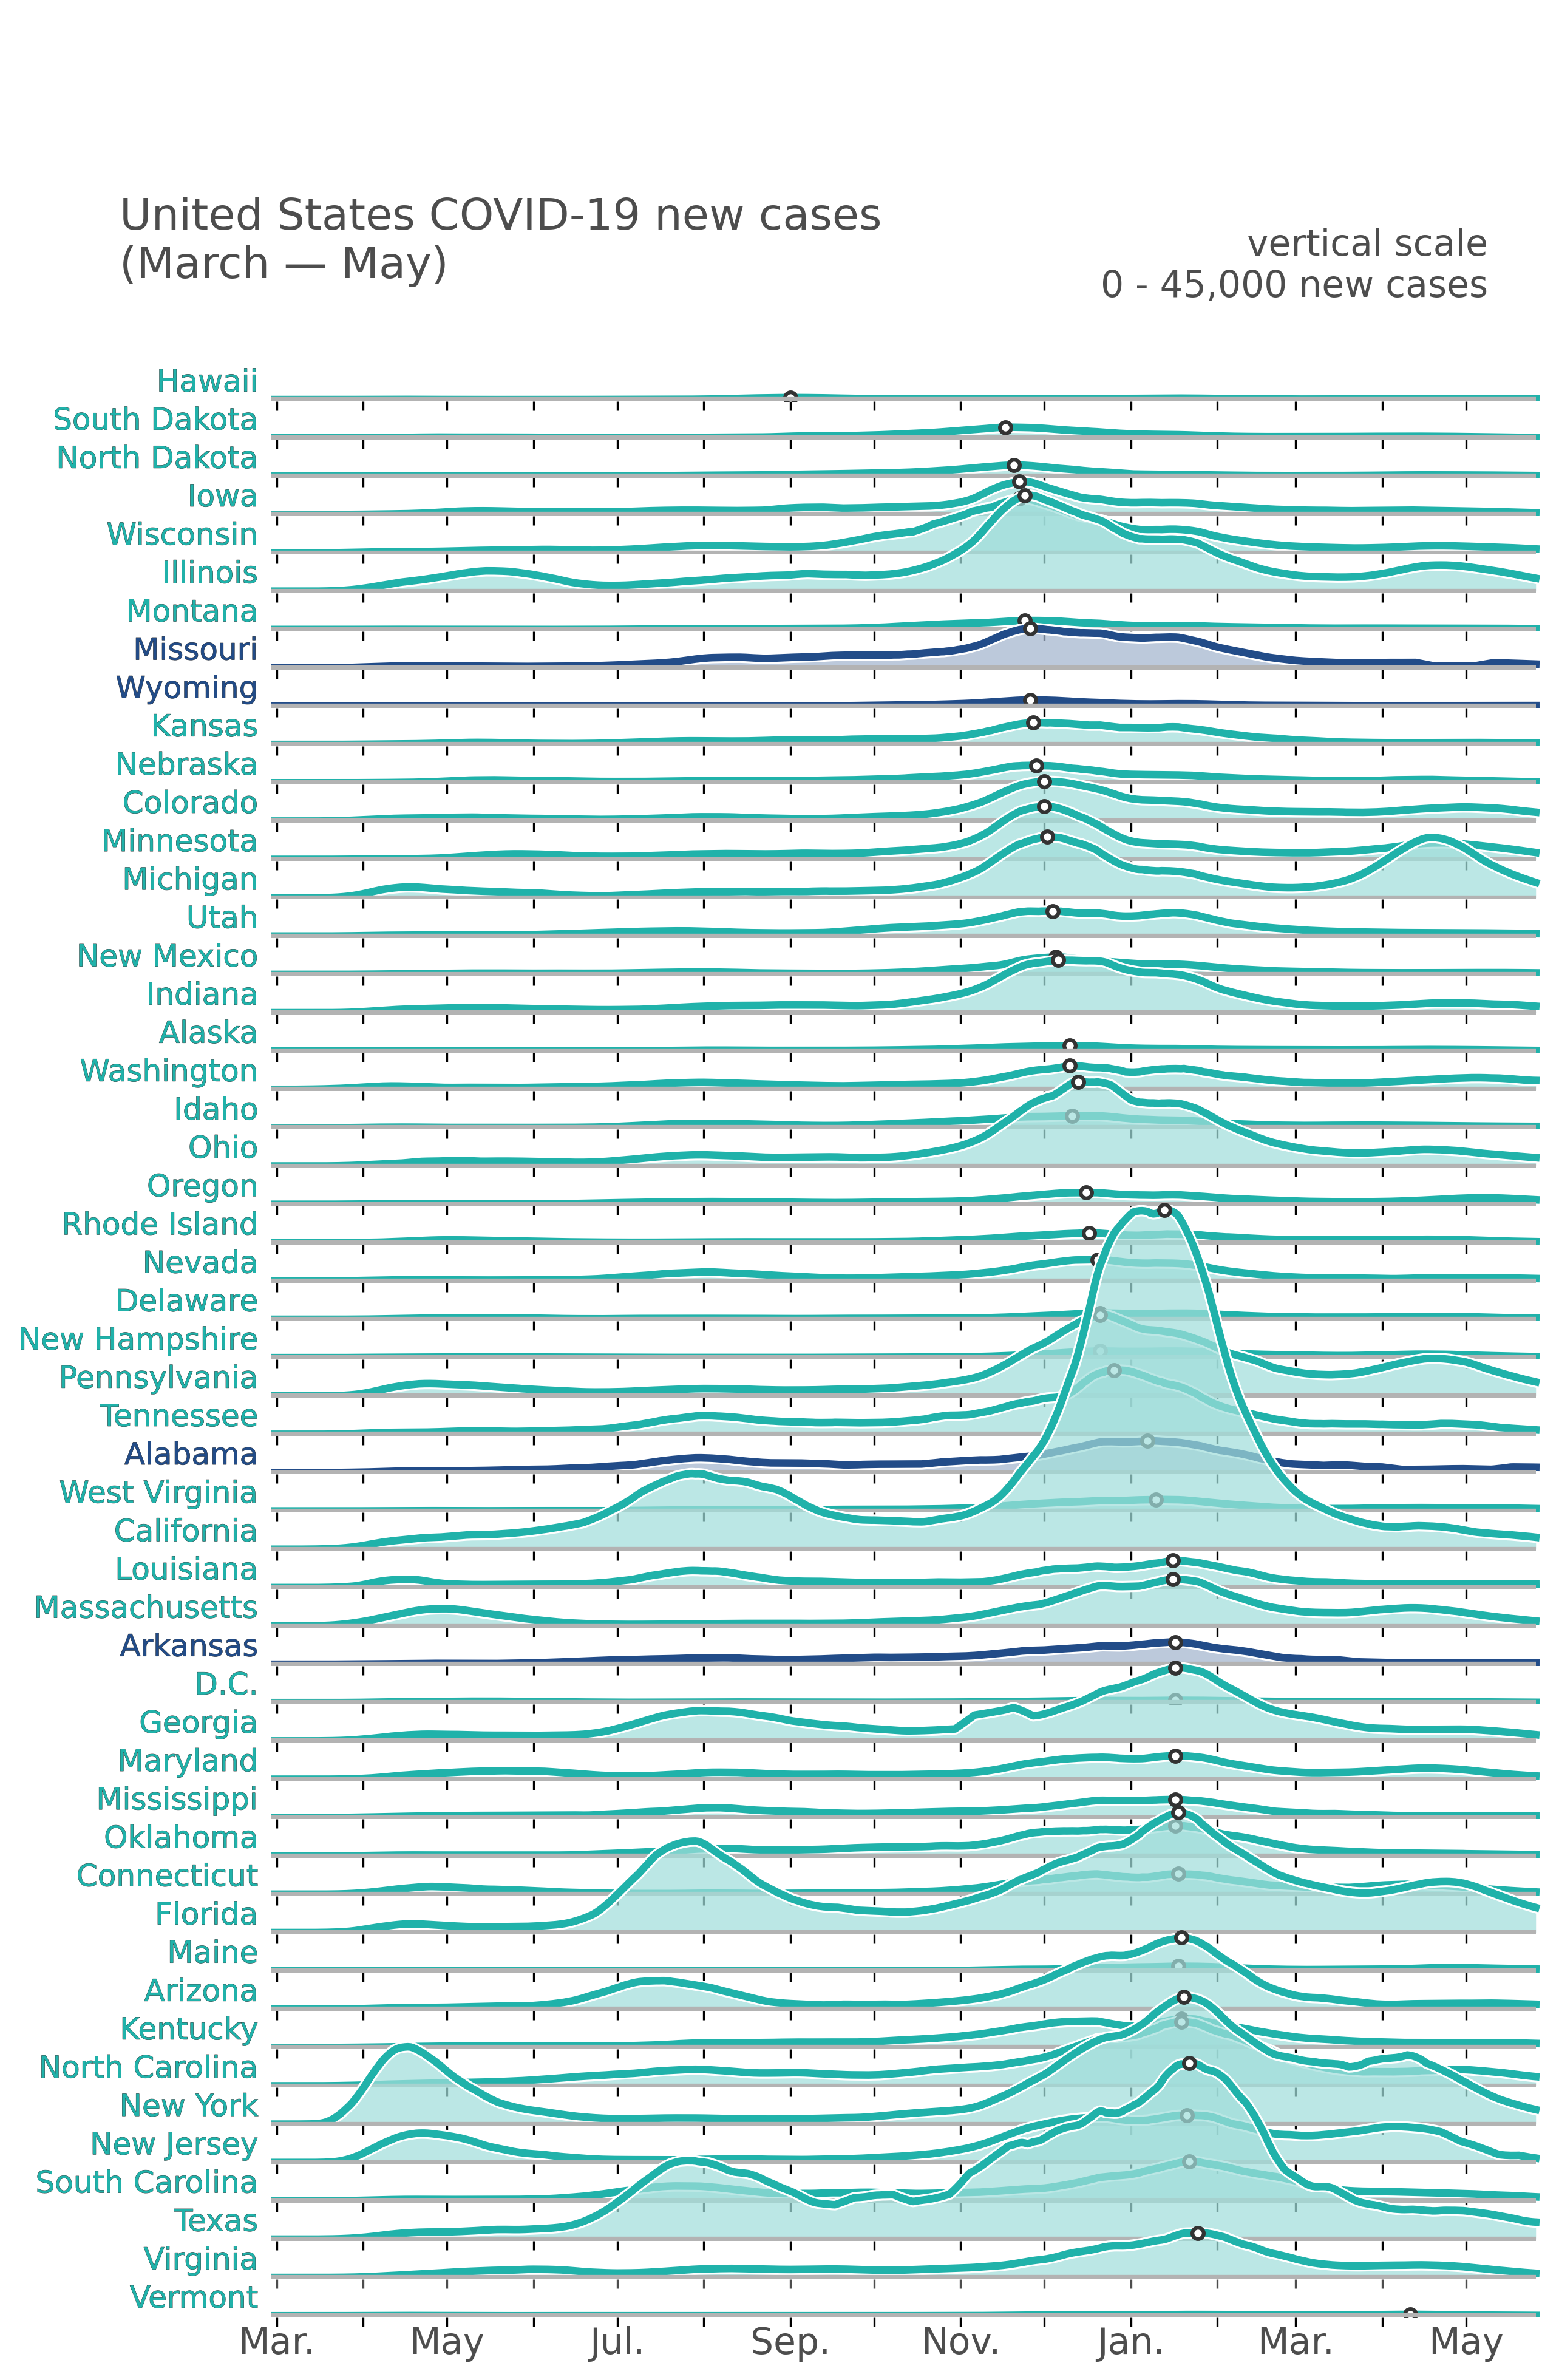 United States COVID-19 new cases
(March — May)
vertical scale
0 - 45,000 new cases
Hawaii
South Dakota
North Dakota
Iowa
Wisconsin
Illinois
Montana
Missouri
Wyoming
Kansas
Nebraska
Colorado
Minnesota
Michigan
Utah
New Mexico
Indiana
Alaska
Washington
Idaho
Ohio
Oregon
Rhode Island
Nevada
Delaware
New Hampshire
Pennsylvania
Tennessee
Alabama
West Virginia
California
Louisiana
Massachusetts
Arkansas
D.C.
Georgia
Maryland
Mississippi
Oklahoma
Connecticut
Florida
Maine
Arizona
Kentucky
North Carolina
New York
New Jersey
South Carolina
Texas
Virginia
Vermont
Mar. May Jul. Sep. Nov. Jan. Mar. May